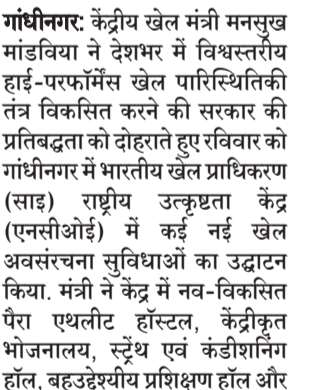 गांधीनगर: केंद्रीय खेल मंत्री मनसुख
मांडविया ने देशभर में विश्वस्तरीय
हाई-परफॉर्मेंस खेल पारिस्थितिकी
तंत्र विकसित करने की सरकार की
प्रतिबद्धता को दोहराते हुए रविवार को
गांधीनगर में भारतीय खेल प्राधिकरण
(साइ) राष्ट्रीय उत्कृष्टता केंद्र
(एनसीओई) में कई नई खेल
अवसंरचना सुविधाओं का उद्घाटन
किया. मंत्री ने केंद्र में नव-विकसित
पैरा एथलीट हॉस्टल, केंद्रीकृत
भोजनालय, स्ट्रेंथ एवं कंडीशनिंग
हॉल, बहुउद्देश्यीय प्रशिक्षण हॉल और